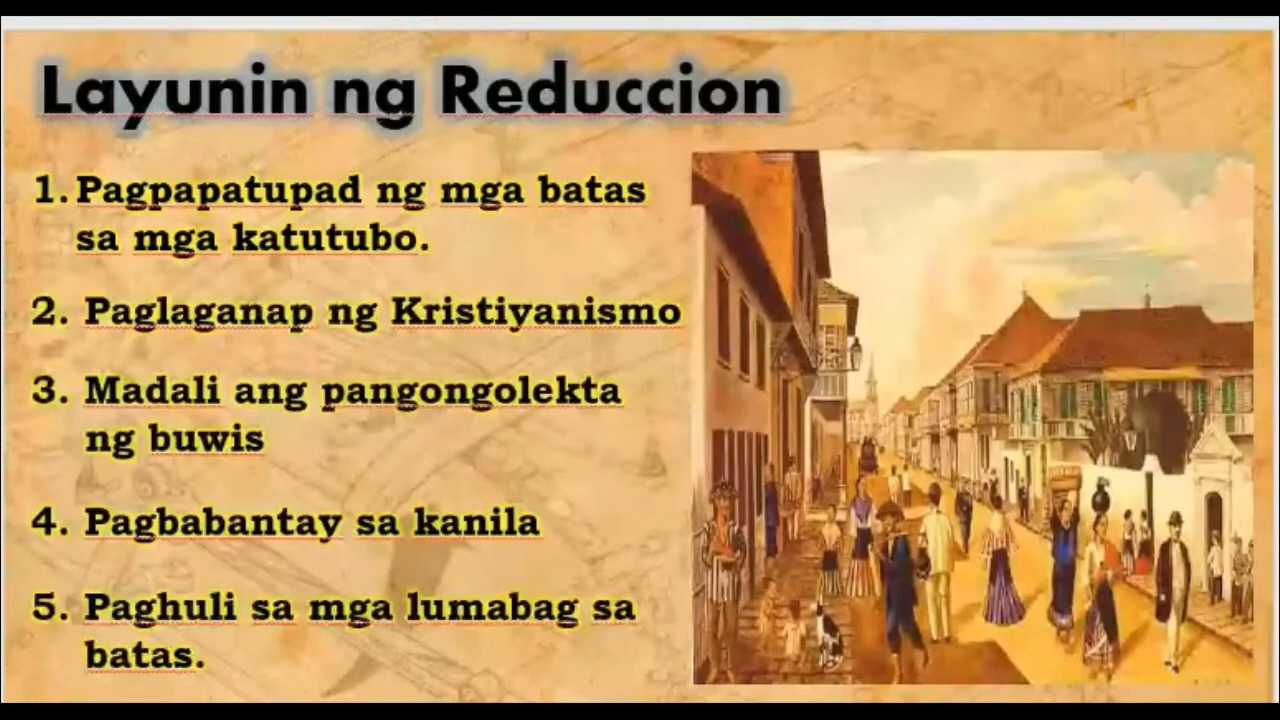 Layunin ng Reduccion
1. Pagpapatupad ng mga batas
sa mga katutubo.
2. Paglaganap ng Kristiyanismo
3. Madali ang pangongolekta
ng buwis
4. Pagbabantay sa kanila
5. Paghuli sa mga lumabag sa
batas.